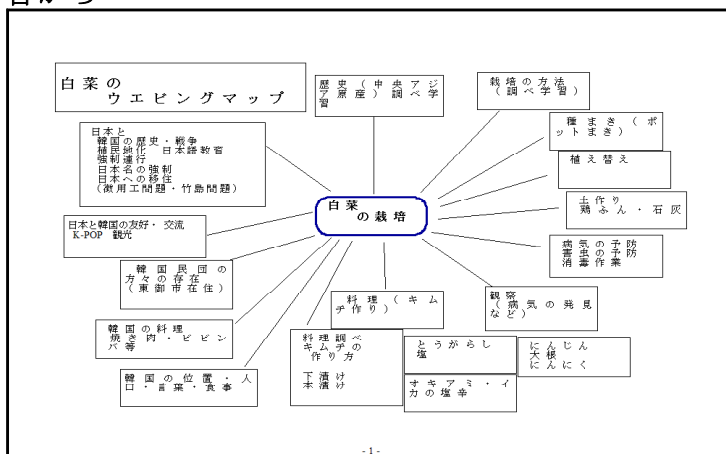 白菜の
ウエビングマップ
歴史(中央アジ
ア原産)調べ学
習
栽培の方法
(調べ学習)
種まき(ポ
ットまき)
植え替え
土作り
鶏ふん・石灰
病気の予防
害虫の予防
消毒作業
観察
(病気の発見
など)
白菜
の栽培
日本と
韓国の歴史・戦争
植民地化 日本語教育
強制連行
日本名の強制
日本への移住
(徴用工問題・竹島問題)
日本と韓国の友好・交流
K-POP 観光
韓国民団の
方々の存在
(東御市在住)
韓国の料理
焼き肉・ビビン
バ等
韓国の位置・人
口・言葉・食事
料理(キム
チ作り)
料理調べ
キムチの
作り方
下漬け
本漬け
とうがらし
塩
オキアミ・イ
カの塩辛
にんじん
大根
にんにく
- 1 -